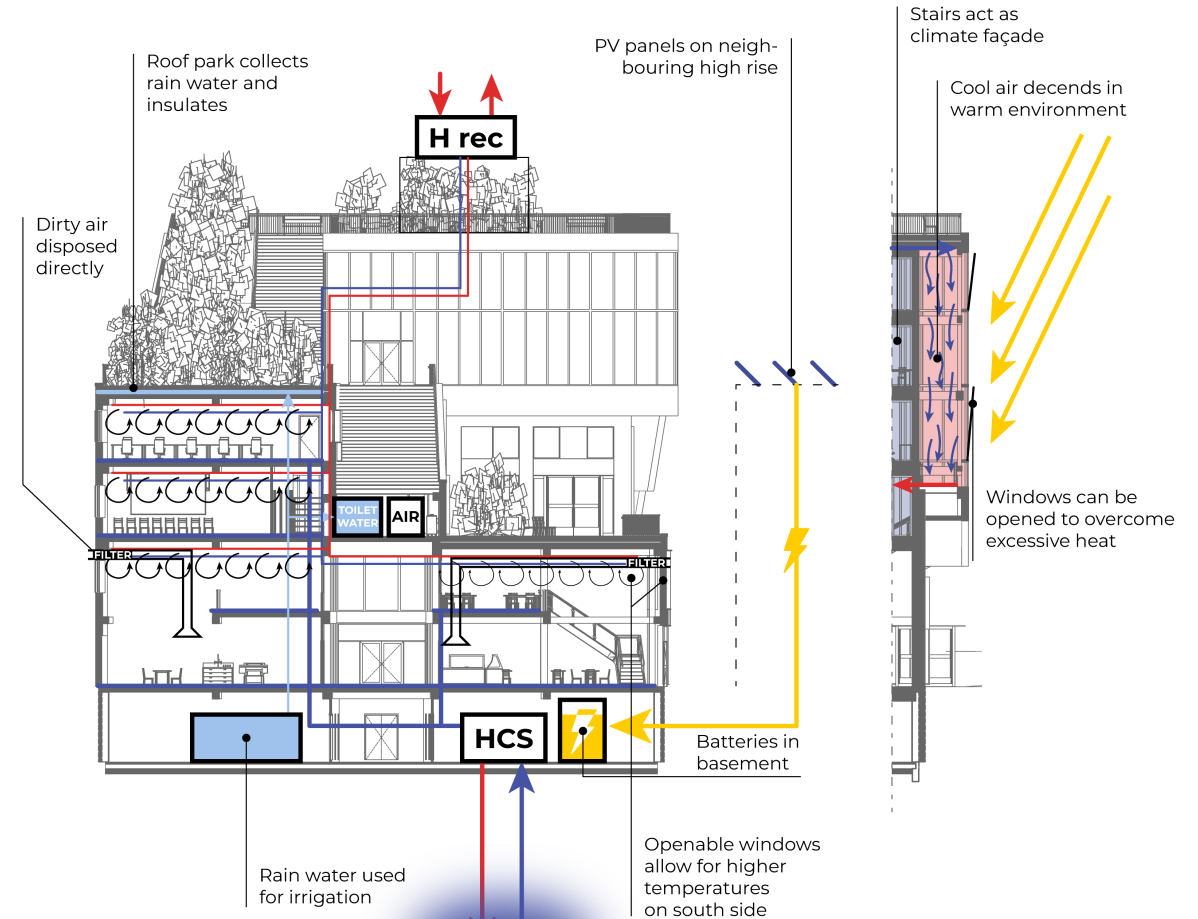 Stairs act as
climate façade
PV panels on neigh-
bouring high rise
Roof park collects
rain water and
insulates
Cool air decends in
warm environment
H rec
Dirty air
disposed
directly
TOILET
WATER
AIR
Windows can be
opened to overcome
excessive heat
FILTER
FILTER
HCS
Batteries in
basement
Openable windows
allow for higher
temperatures
on south side
Rain water used
for irrigation